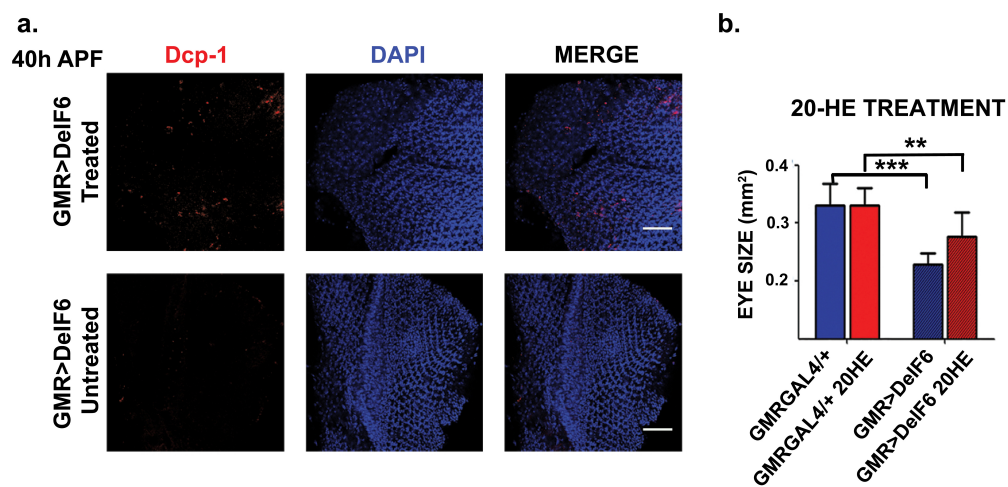 a.
40h APF
Dcp-1
DAPI
MERGE
GMR>DeIF6
Treated
GMR>DeIF6
Untreated
b.
20-HE TREATMENT
**
***
EYE SIZE (mm²)
0.4
0.3
0.2
GMRGAL4/+
GMRGAL4/+ 20HE
GMR>DeIF6
GMR>DeIF6 20HE